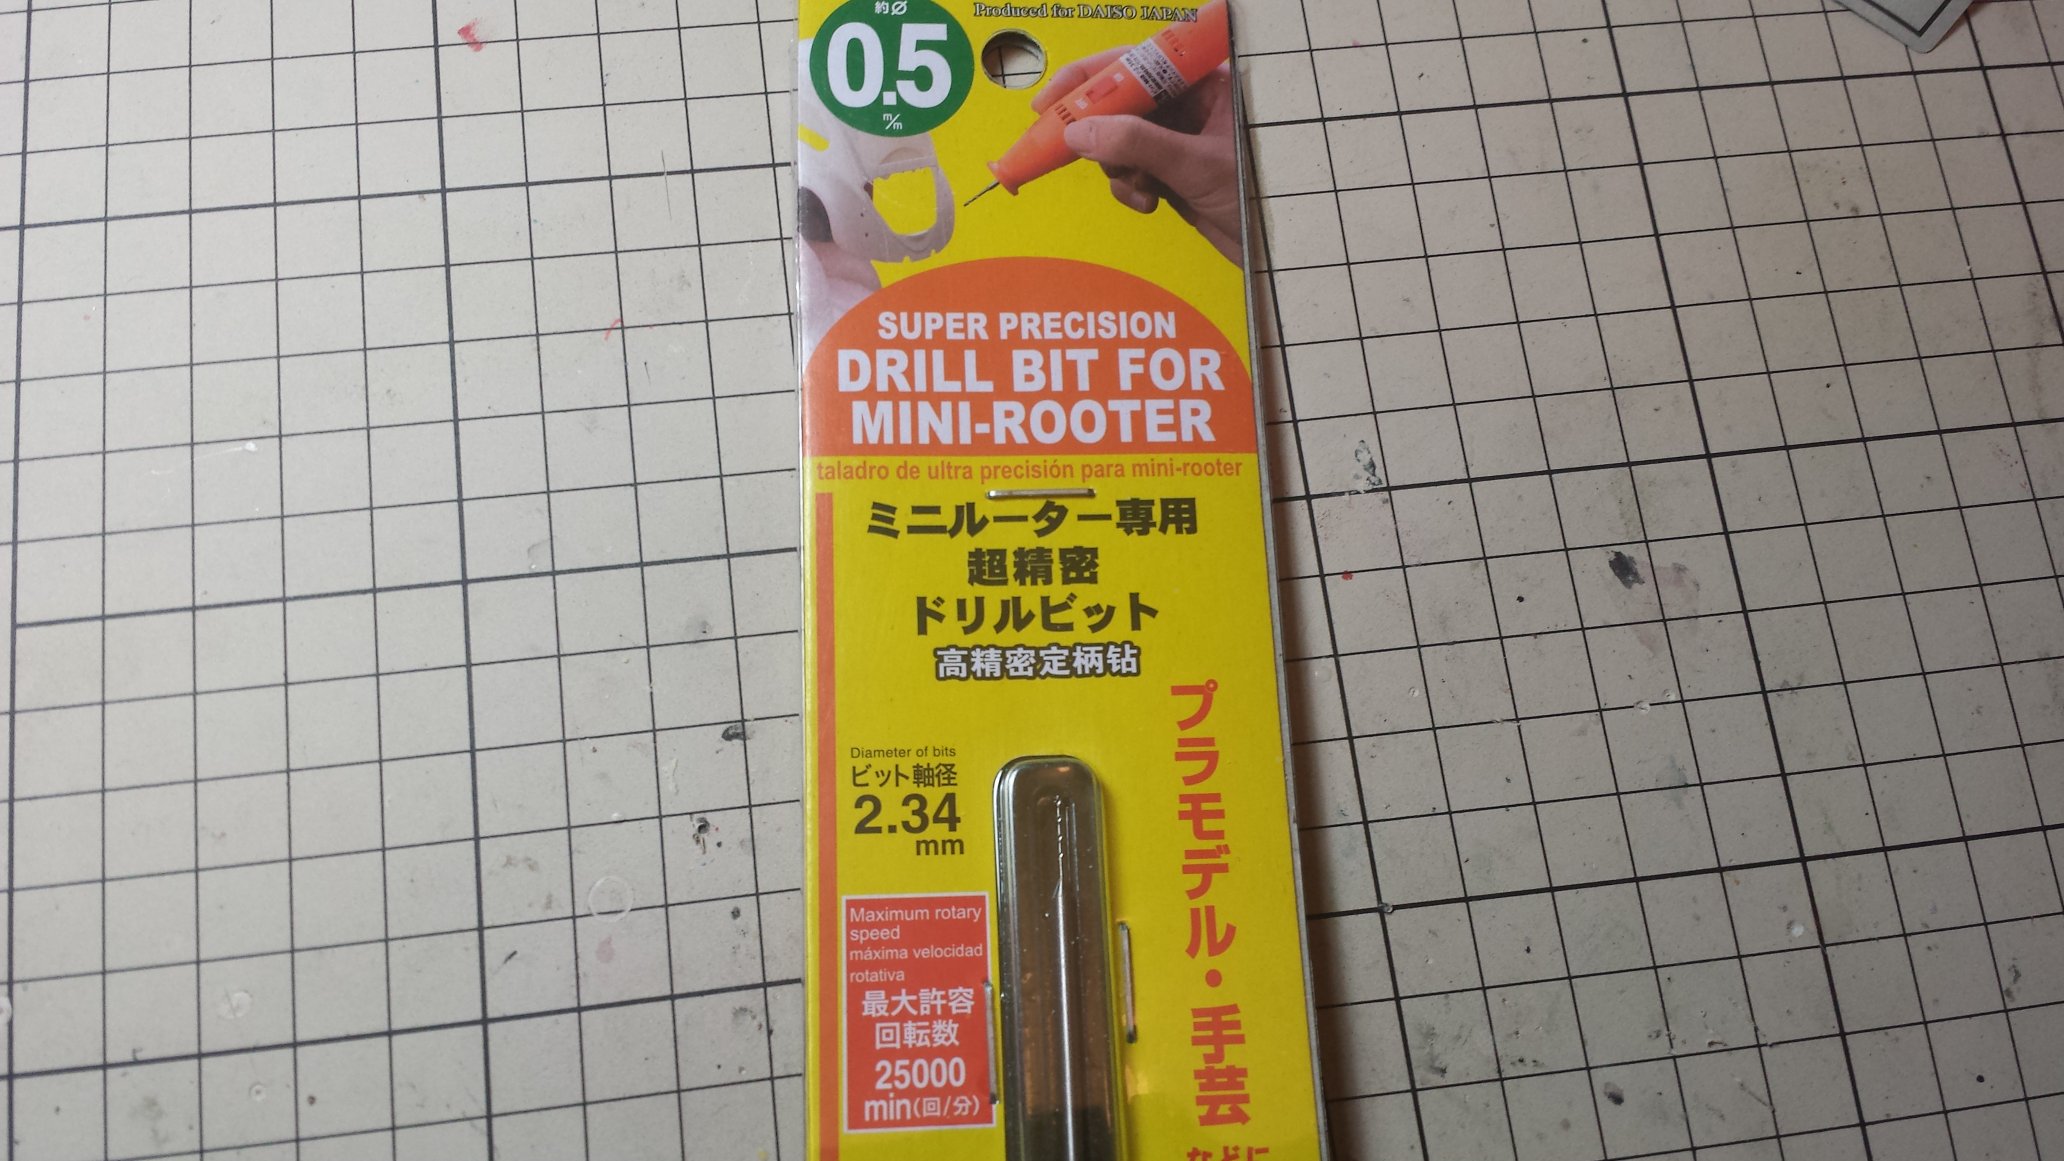 約Ø
0.5
m/m
Produced for DAISO JAPAN
SUPER PRECISION
DRILL BIT FOR
MINI-ROOTER
taladro de ultra precisión para mini-rooter
ミニルーター専用
超精密
ドリルビット
高精密定柄钻
Diameter of bits
ビット軸径
2.34
mm
Maximum rotary
speed
máxima velocidad
rotativa
最大許容
回転数
25000
min(回/分)
プラモデル・手芸
などに